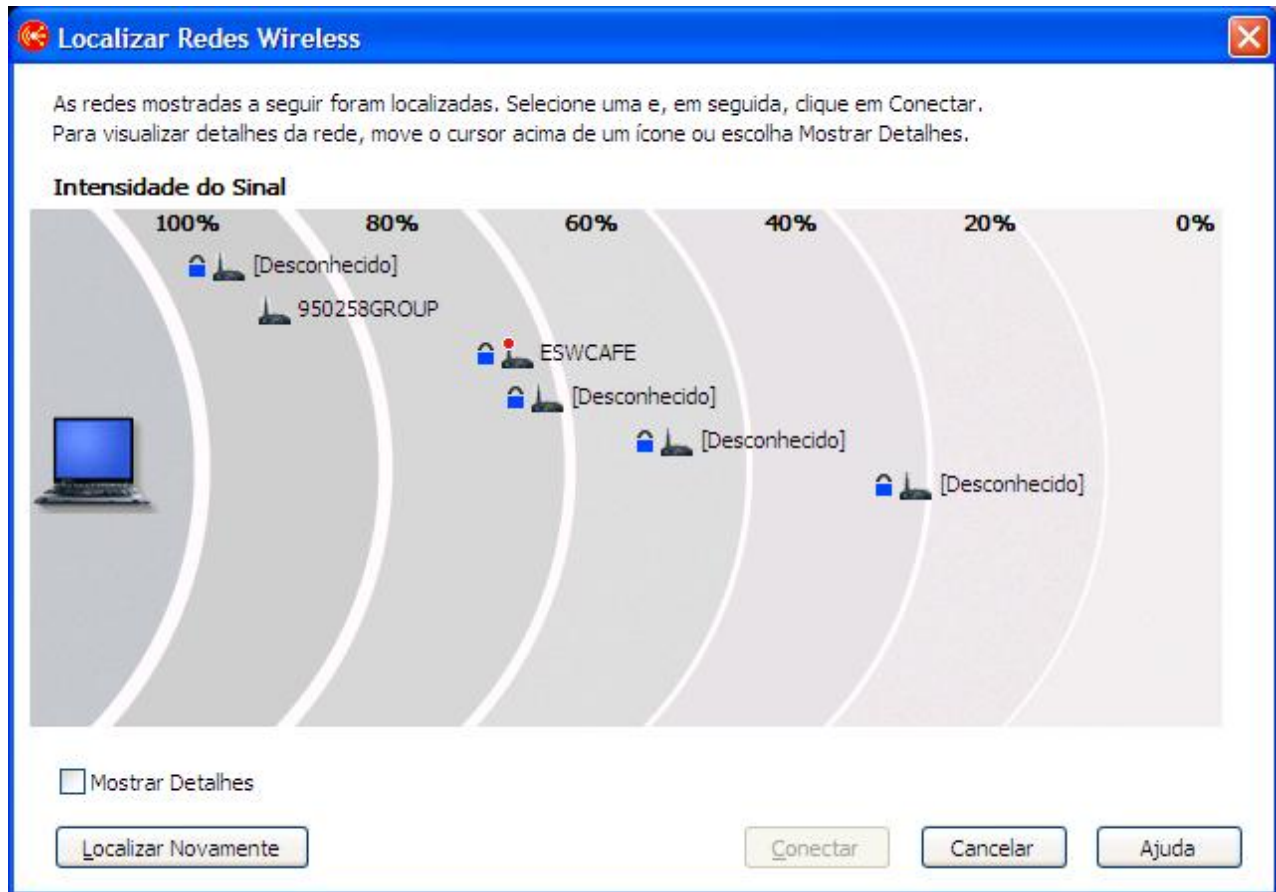 Localizar Redes Wireless
As redes mostradas a seguir foram localizadas. Selecione uma e, em seguida, clique em Conectar.
Para visualizar detalhes da rede, move o cursor acima de um ícone ou escolha Mostrar Detalhes.
Intensidade do Sinal
100% 80% 60% 40% 20% 0%
[Desconhecido]
950258GROUP
ESWCAFE
[Desconhecido]
[Desconhecido]
[Desconhecido]
Mostrar Detalhes
Localizar Novamente Conectar Cancelar Ajuda